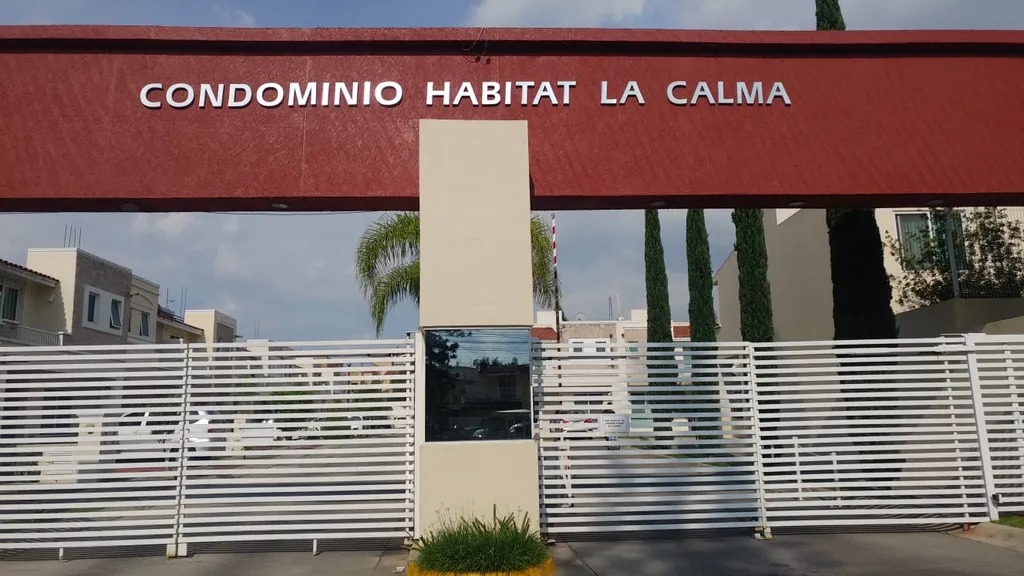 CONDOMINIO HABITAT LA CALMA